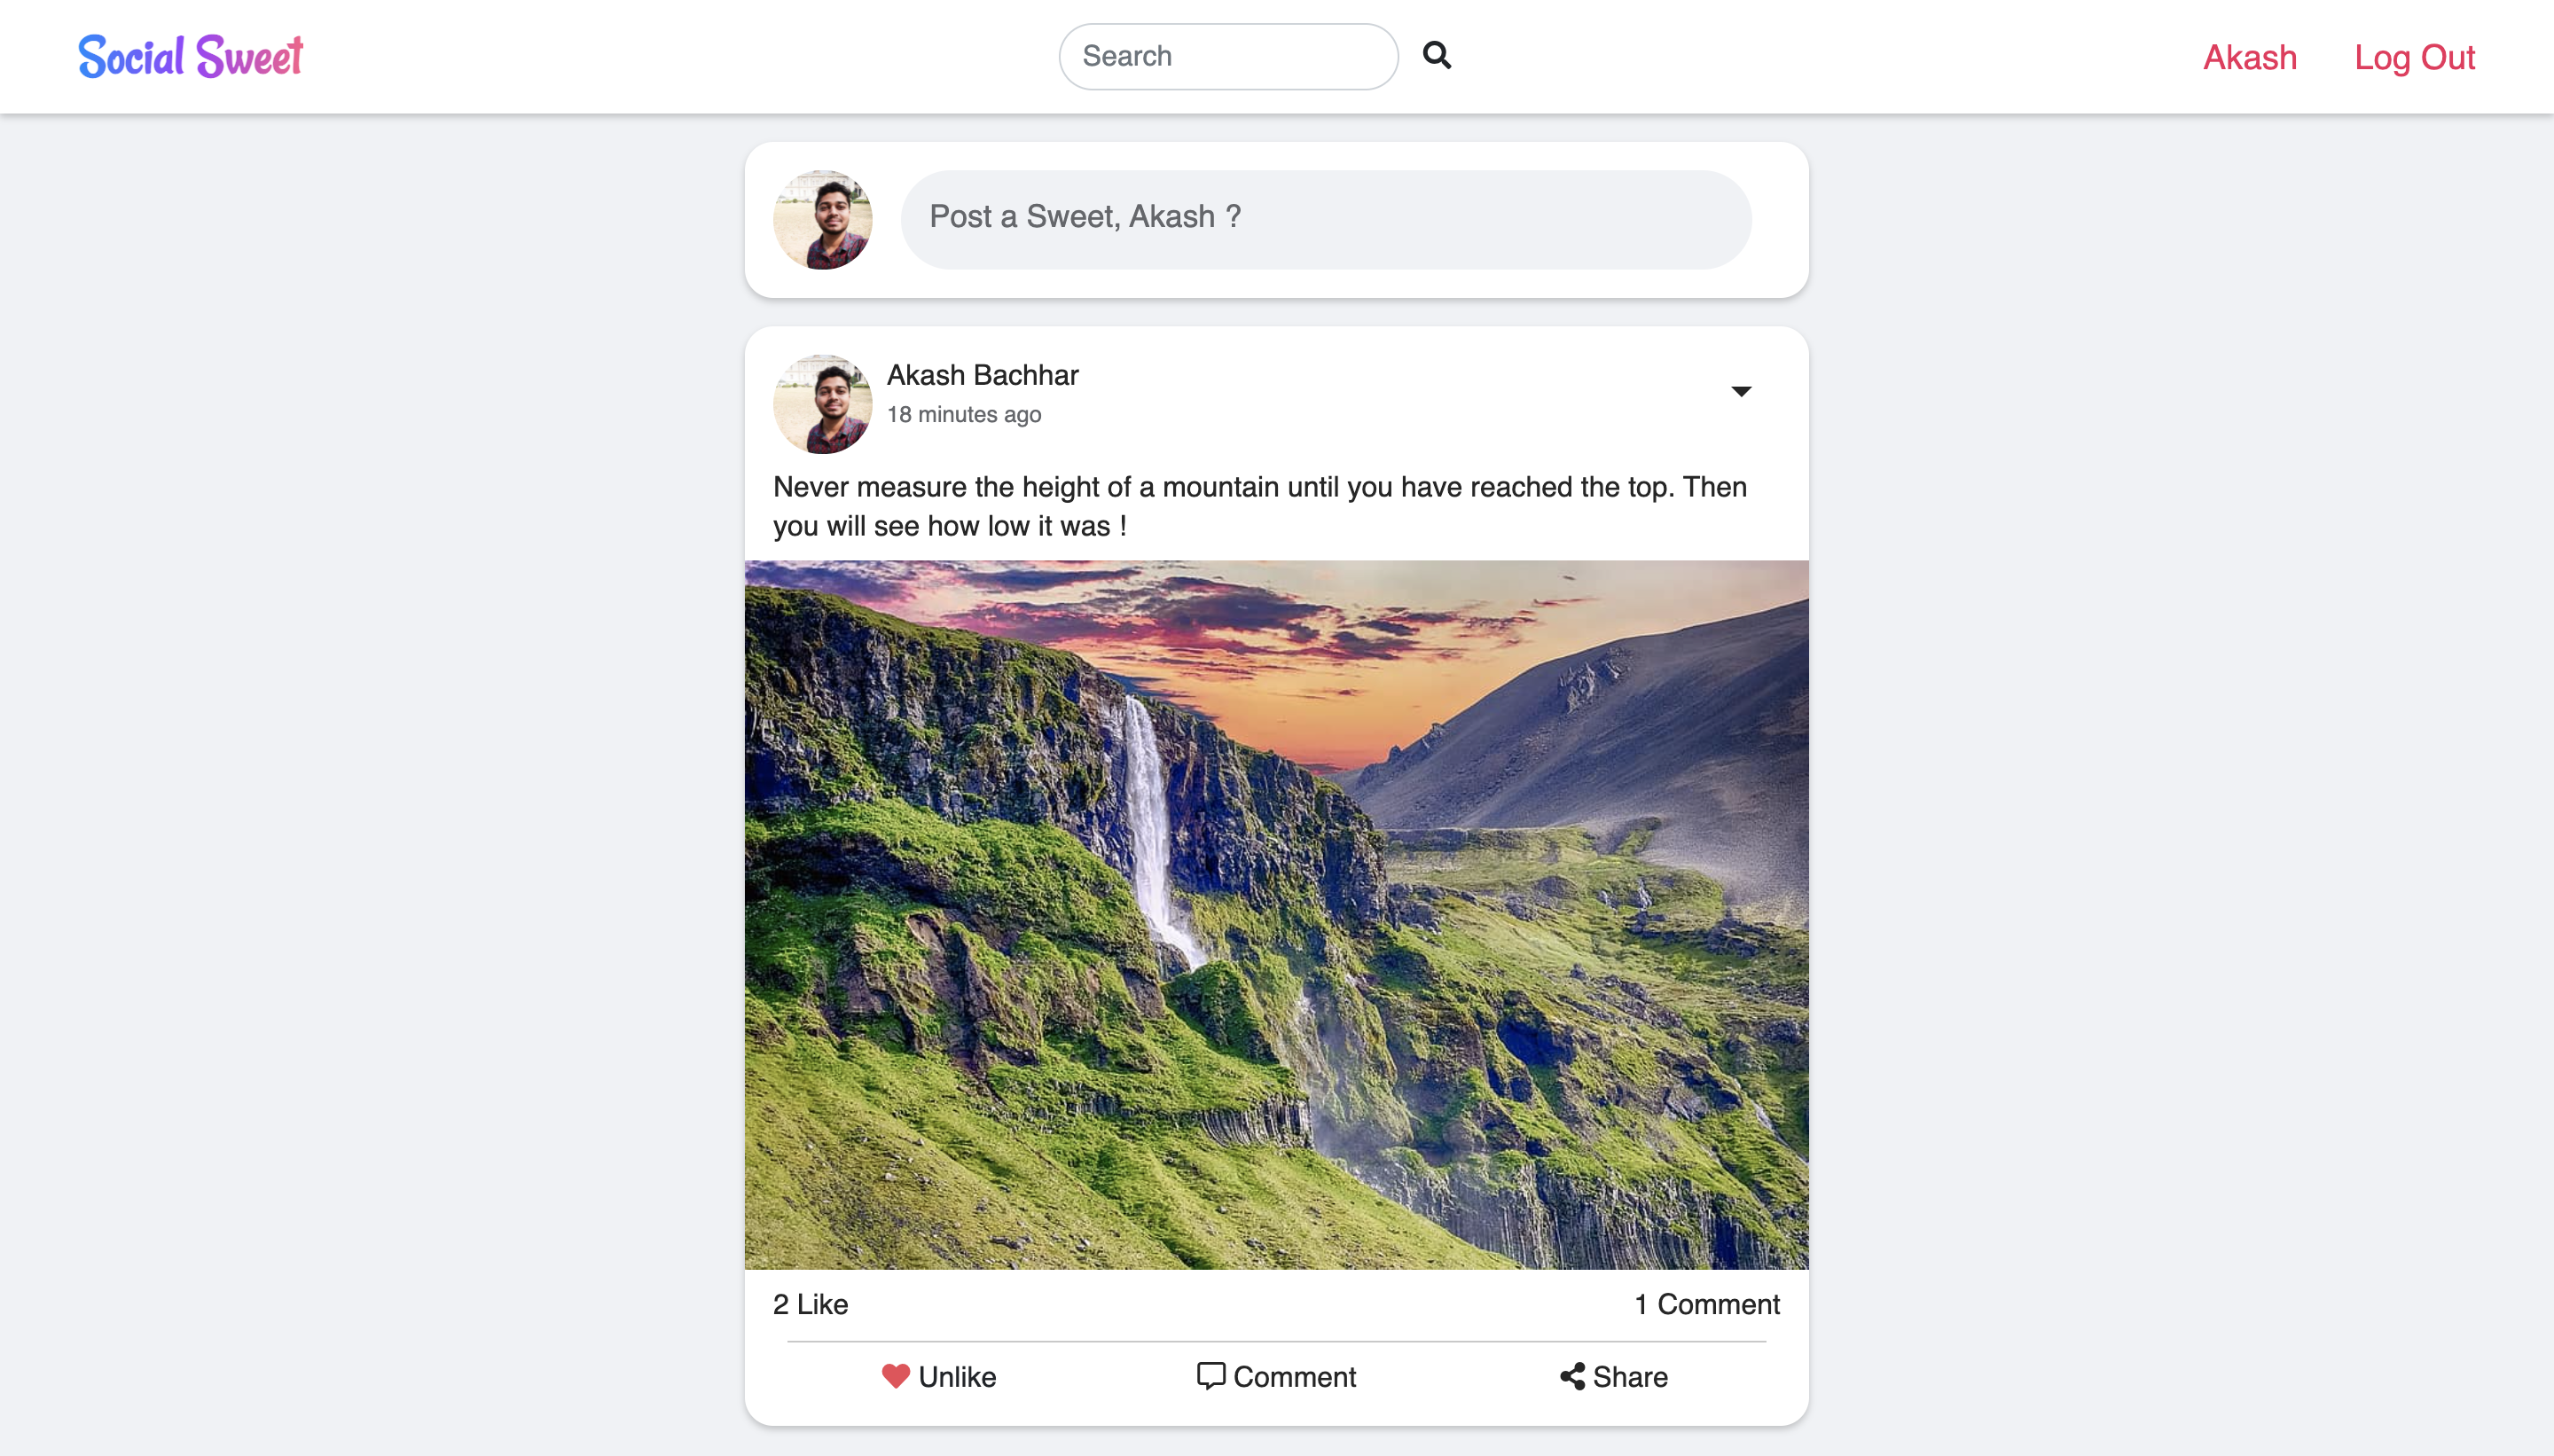 Social Sweet
Search
Akash
Log Out
Post a Sweet, Akash ?
Akash Bachhar
18 minutes ago
Never measure the height of a mountain until you have reached the top. Then
you will see how low it was !
2 Like
1 Comment
Unlike
Comment
Share